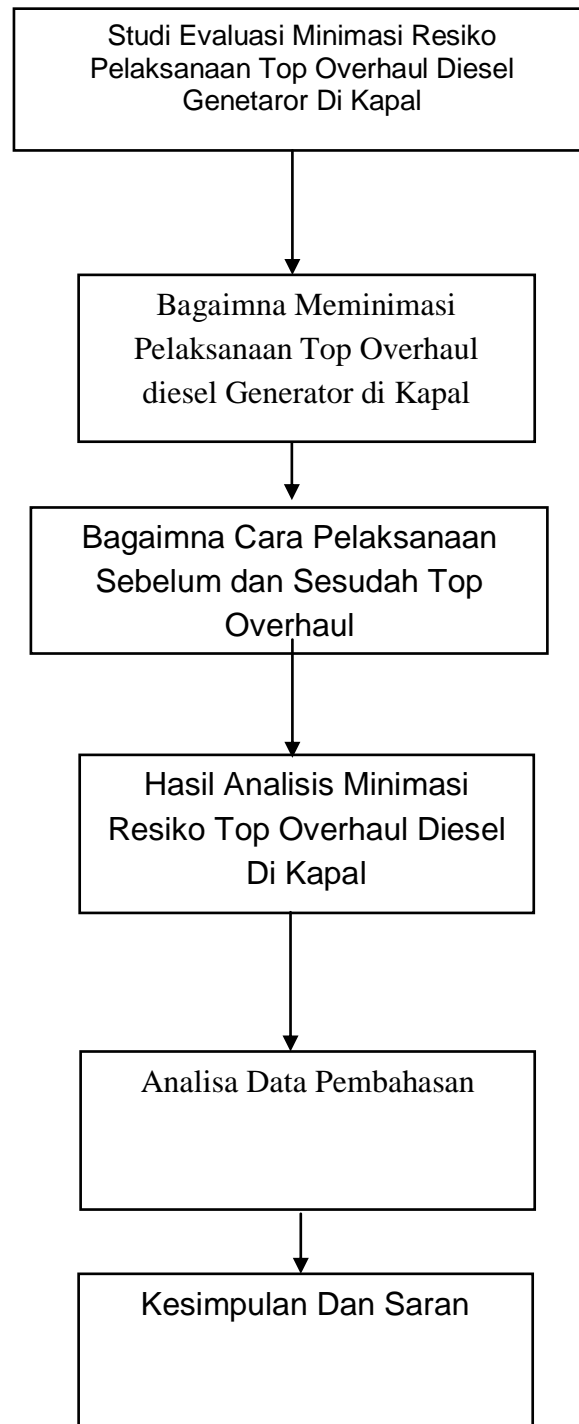 Studi Evaluasi Minimasi Resiko
Pelaksanaan Top Overhaul Diesel
Genetaror Di Kapal
Bagaimna Meminimasi
Pelaksanaan Top Overhaul
diesel Generator di Kapal
Bagaimna Cara Pelaksanaan
Sebelum dan Sesudah Top
Overhaul
Hasil Analisis Minimasi
Resiko Top Overhaul Diesel
Di Kapal
Analisa Data Pembahasan
Kesimpulan Dan Saran